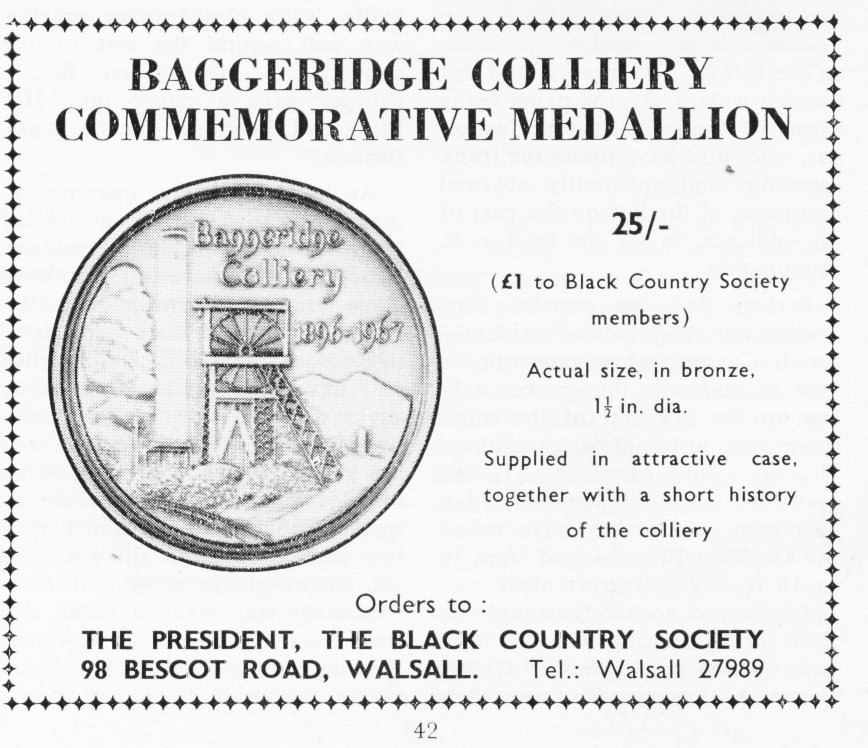 BAGGERIDGE COLLIERY
COMMEMORATIVE MEDALLION
Baggeridge
Colliery
1896-1967
25/-
(£1 to Black Country Society
members)
Actual size, in bronze,
1½ in. dia.
Supplied in attrective case,
together with a short history
of the colliery
Orders to :
THE PRESIDENT, THE BLACK COUNTRY SOCIETY
98 BESCOT ROAD, WALSALL. Tel.: Walsall 27989
42